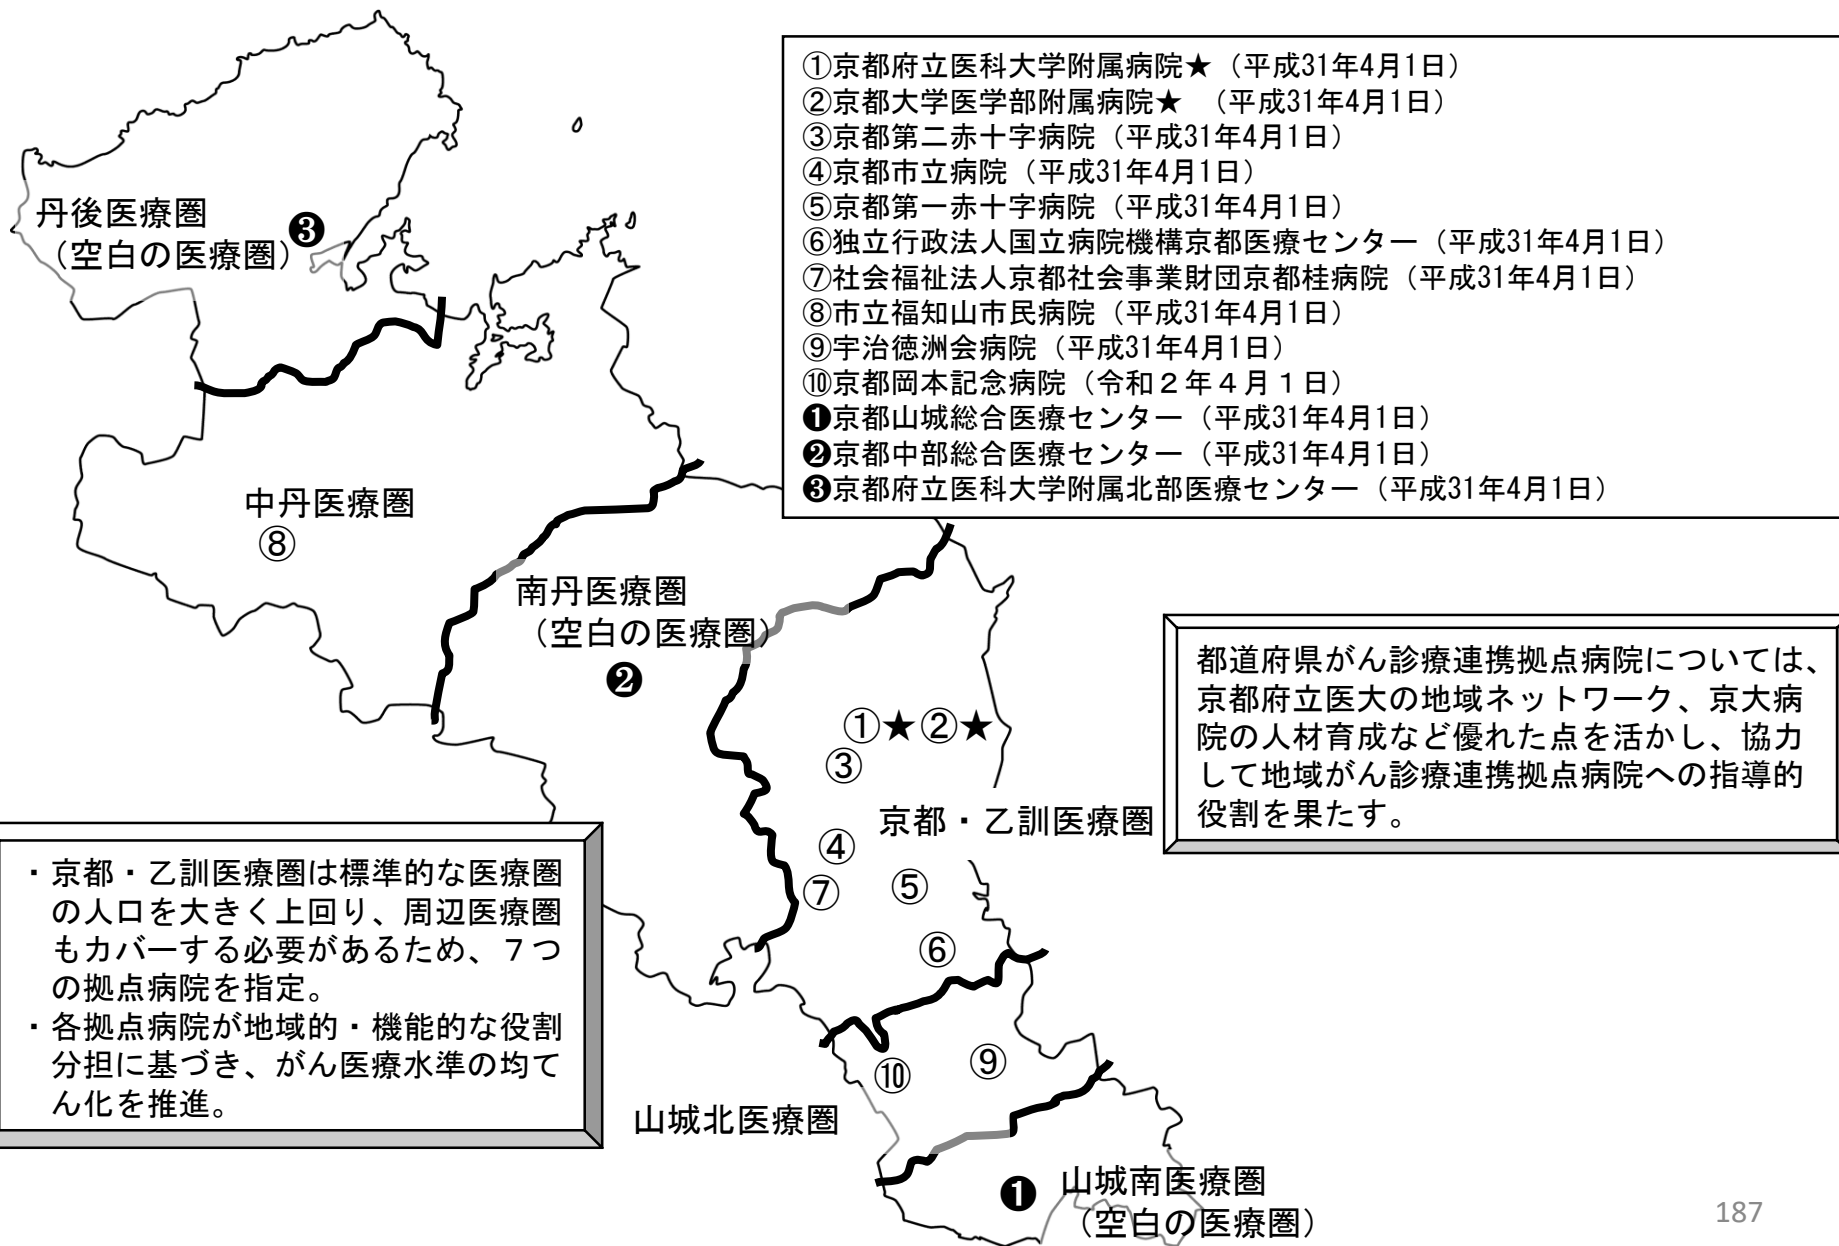 ①京都府立医科大学附属病院★（平成31年4月1日）
②京都大学医学部附属病院★　（平成31年4月1日）
③京都第二赤十字病院（平成31年4月1日）
④京都市立病院（平成31年4月1日）
⑤京都第一赤十字病院（平成31年4月1日）
⑥独立行政法人国立病院機構京都医療センター（平成31年4月1日）
⑦社会福祉法人京都社会事業財団京都桂病院（平成31年4月1日）
⑧市立福知山市民病院（平成31年4月1日）
⑨宇治徳洲会病院（平成31年4月1日）
⑩京都岡本記念病院（令和２年４月１日）
❶京都山城総合医療センター（平成31年4月1日）
❷京都中部総合医療センター（平成31年4月1日）
❸京都府立医科大学附属北部医療センター（平成31年4月1日）
丹後医療圏
（空白の医療圏）
❸
中丹医療圏
⑧
南丹医療圏
（空白の医療圏）
❷
①★②★
③
京都・乙訓医療圏
④
⑦
⑤
⑥
都道府県がん診療連携拠点病院については、
京都府立医大の地域ネットワーク、京大病
院の人材育成など優れた点を活かし、協力
して地域がん診療連携拠点病院への指導的
役割を果たす。
・京都・乙訓医療圏は標準的な医療圏
の人口を大きく上回り、周辺医療圏
もカバーする必要があるため、７つ
の拠点病院を指定。
・各拠点病院が地域的・機能的な役割
分担に基づき、がん医療水準の均て
ん化を推進。
⑩
⑨
山城北医療圏
❶
山城南医療圏
（空白の医療圏）
187